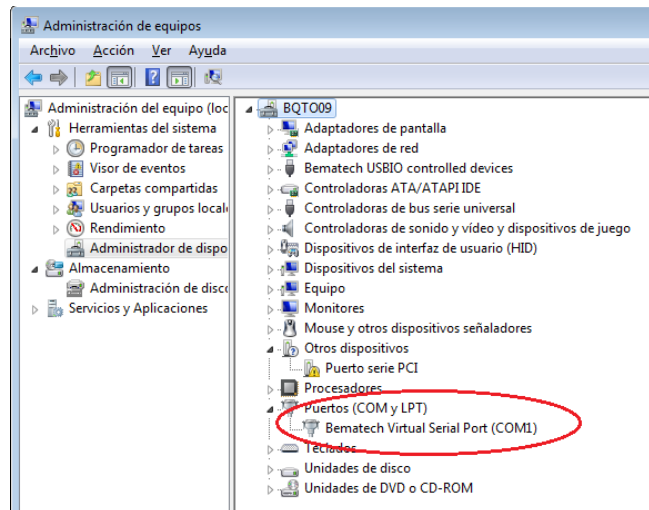 Administración de equipos
Archivo Acción Ver Ayuda
Administración del equipo (loc
Herramientas del sistema
Programador de tareas
Visor de eventos
Carpetas compartidas
Usuarios y grupos local
Rendimiento
Administrador de dispo
Almacenamiento
Administración de disc
Servicios y Aplicaciones
BQTO09
Adaptadores de pantalla
Adaptadores de red
Bematech USBIO controlled devices
Controladoras ATA/ATAPI IDE
Controladoras de bus serie universal
Controladoras de sonido y vídeo y dispositivos de juego
Dispositivos de interfaz de usuario (HID)
Dispositivos del sistema
Equipo
Monitores
Mouse y otros dispositivos señaladores
Otros dispositivos
Puerto serie PCI
Procesadores
Puertos (COM y LPT)
Bematech Virtual Serial Port (COM1)
Teclados
Unidades de disco
Unidades de DVD o CD-ROM